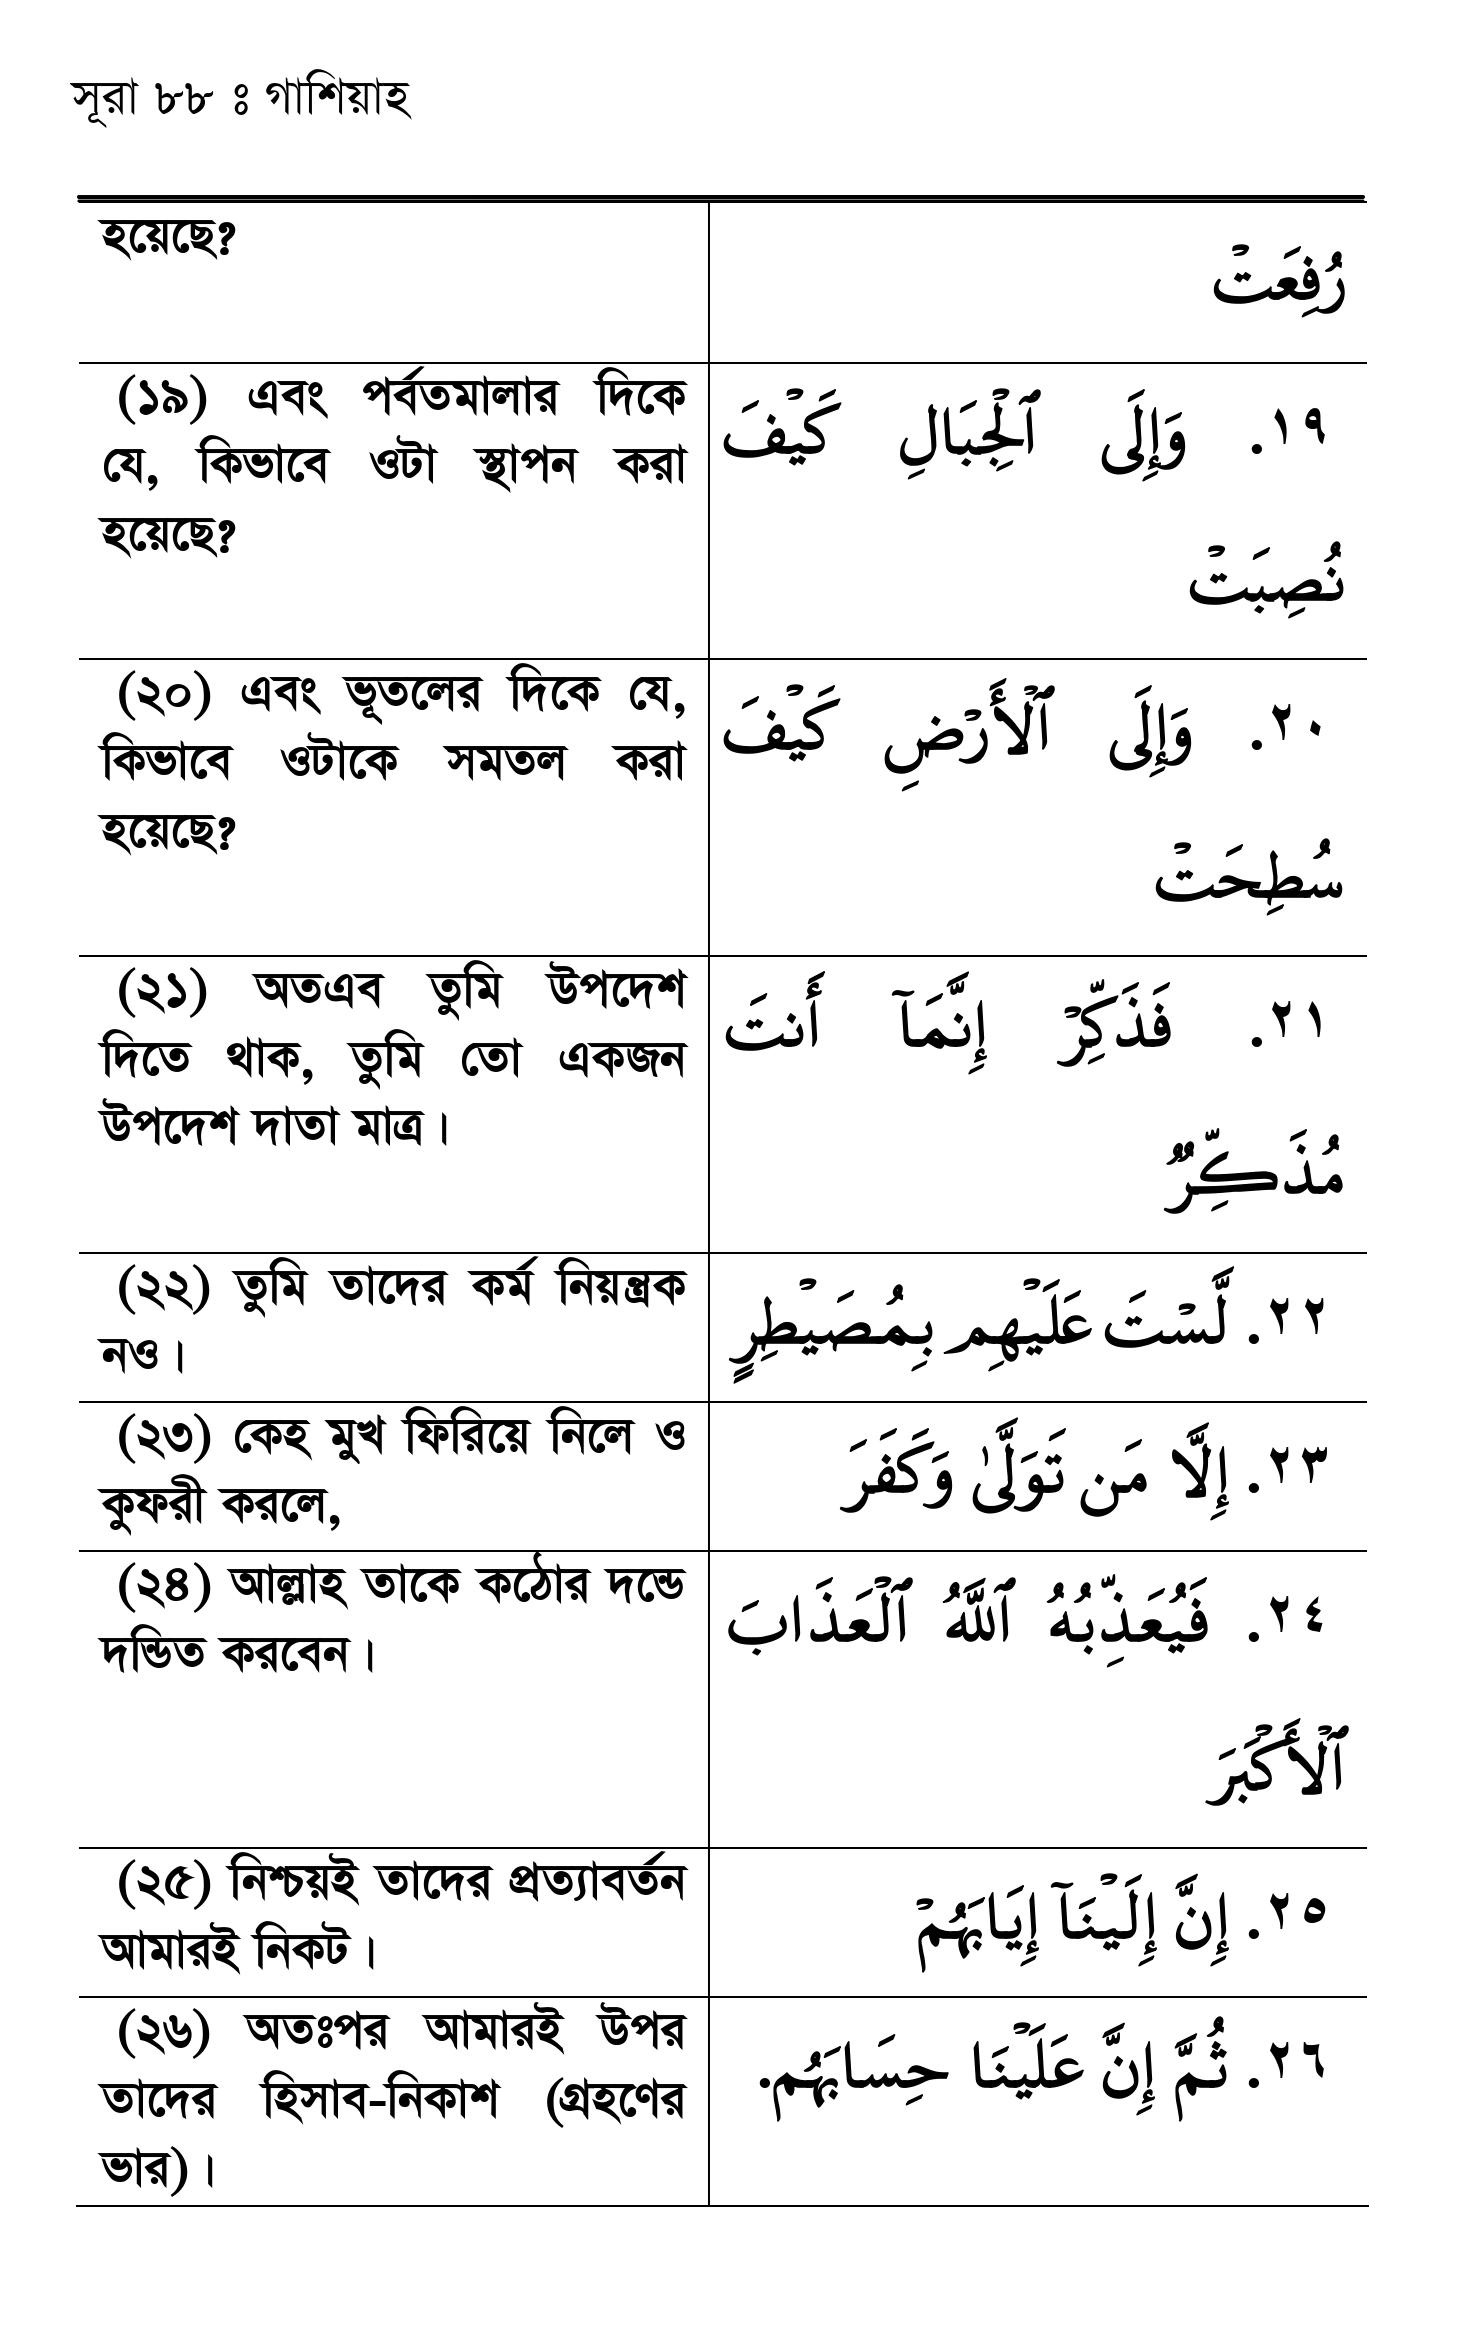 সূরা ৮৮ ঃ গাশিয়াহ
হয়েছে?
رُفِعَتۡ
(১৯) এবং পর্বতমালার দিকে
যে, কিভাবে ওটা স্থাপন করা
হয়েছে?
١٩. وَإِلَى ٱلۡجِبَالِ كَيۡفَ
نُصِبَتۡ
(২০) এবং ভূতলের দিকে যে,
কিভাবে ওটাকে সমতল করা
হয়েছে?
٢٠. وَإِلَى ٱلۡأَرۡضِ كَيۡفَ
سُطِحَتۡ
(২১) অতএব তুমি উপদেশ
দিতে থাক, তুমি তো একজন
উপদেশ দাতা মাত্র।
٢١. فَذَكِّرۡ إِنَّمَآ أَنتَ
مُذَكِّرٌ
(২২) তুমি তাদের কর্ম নিয়ন্ত্রক
নও।
٢٢. لَّسۡتَ عَلَيۡهِم بِمُصَيۡطِرٍ
(২৩) কেহ মুখ ফিরিয়ে নিলে ও
কুফরী করলে,
٢٣. إِلَّا مَن تَوَلَّىٰ وَكَفَرَ
(২৪) আল্লাহ তাকে কঠোর দন্ডে
দন্ডিত করবেন।
٢٤. فَيُعَذِّبُهُ ٱللَّهُ ٱلۡعَذَابَ
ٱلۡأَكۡبَرَ
(২৫) নিশ্চয়ই তাদের প্রত্যাবর্তন
আমারই নিকট।
٢٥. إِنَّ إِلَيۡنَآ إِيَابَهُمۡ
(২৬) অতঃপর আমারই উপর
তাদের হিসাব-নিকাশ (গ্রহণের
ভার)।
٢٦. ثُمَّ إِنَّ عَلَيۡنَا حِسَابَهُم.